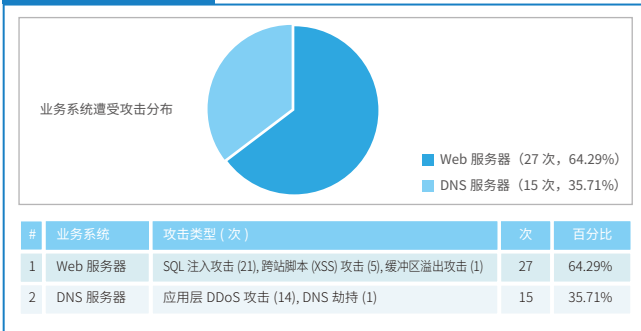 业务系统遭受攻击分布
Web 服务器（27 次，64.29%）
DNS 服务器（15 次，35.71%）
# 业务系统 攻击类型 ( 次 ) 次 百分比
1 Web 服务器 SQL 注入攻击 (21), 跨站脚本 (XSS) 攻击 (5), 缓冲区溢出攻击 (1) 27 64.29%
2 DNS 服务器 应用层 DDoS 攻击 (14), DNS 劫持 (1) 15 35.71%